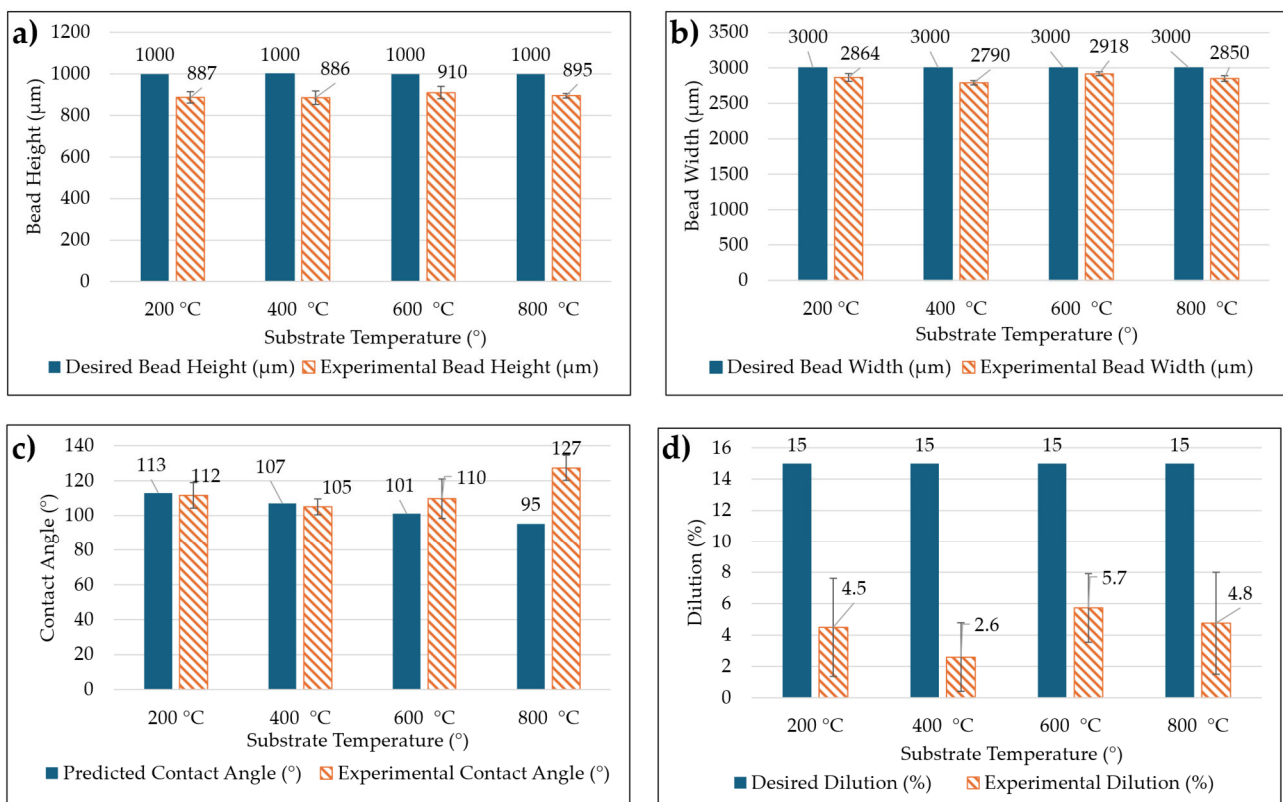 a)
1200
1000
800
600
400
200
0
Bead Height (µm)
1000
887
1000
886
1000
910
1000
895
200 °C
400 °C
600 °C
800 °C
Substrate Temperature (°)
Desired Bead Height (µm)
Experimental Bead Height (µm)
b)
3500
3000
2500
2000
1500
1000
500
0
Bead Width (µm)
3000
2864
3000
2790
3000
2918
3000
2850
200 °C
400 °C
600 °C
800 °C
Substrate Temperature (°)
Desired Bead Width (µm)
Experimental Bead Width (µm)
c)
140
120
100
80
60
40
20
0
Contact Angle (°)
113
112
107
105
101
110
95
127
200 °C
400 °C
600 °C
800 °C
Substrate Temperature (°)
Predicted Contact Angle (°)
Experimental Contact Angle (°)
d)
16
14
12
10
8
6
4
2
0
Dilution (%)
15
4.5
15
2.6
15
5.7
15
4.8
200 °C
400 °C
600 °C
800 °C
Substrate Temperature (°)
Desired Dilution (%)
Experimental Dilution (%)